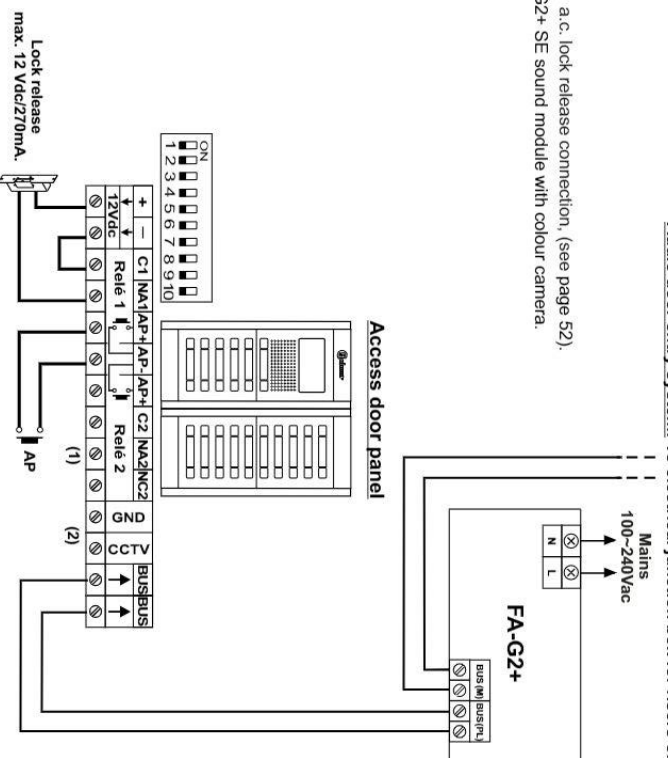 a.c. lock release connection, (see page 52).
G2+ SE sound module with colour camera.
Mains
100~240Vac
N L
FA-G2+
BUS(M) BUS(PL)
Access door panel
ON
1 2 3 4 5 6 7 8 9 10
+ – C1 NA1 AP+ AP- AP+ C2 NA2 NC2 GND CCTV BUS BUS
12Vdc Relé 1 Relé 2
Lock release
max. 12 Vdc/270mA.
AP
(1)
(2)